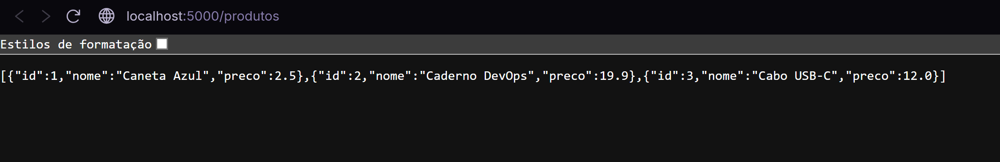 localhost:5000/produtos
Estilos de formatação
[{"id":1,"nome":"Caneta Azul","preco":2.5},{"id":2,"nome":"Caderno DevOps","preco":19.9},{"id":3,"nome":"Cabo USB-C","preco":12.0}]